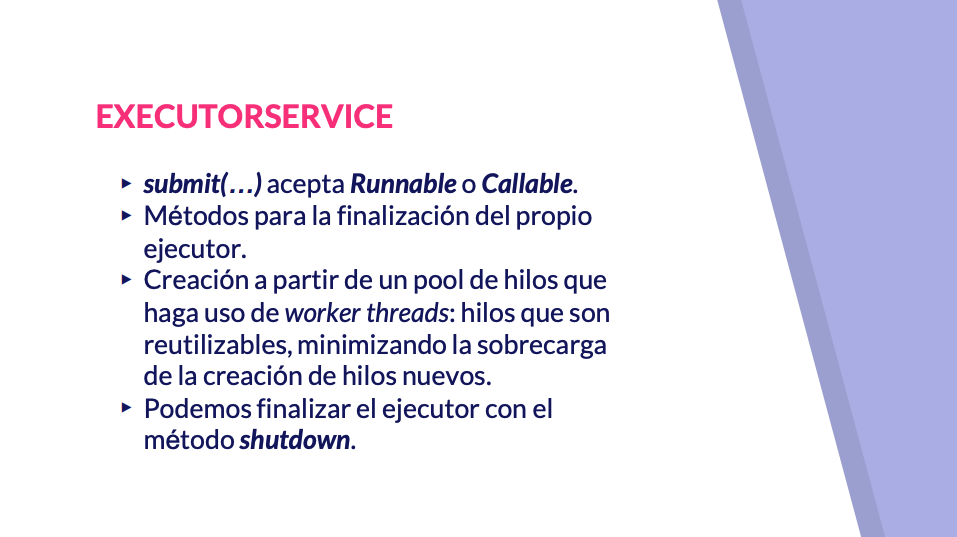 EXECUTORSERVICE
▸ submit(…) acepta Runnable o Callable.
▸ Métodos para la finalización del propio
ejecutor.
▸ Creación a partir de un pool de hilos que
haga uso de worker threads: hilos que son
reutilizables, minimizando la sobrecarga
de la creación de hilos nuevos.
▸ Podemos finalizar el ejecutor con el
método shutdown.